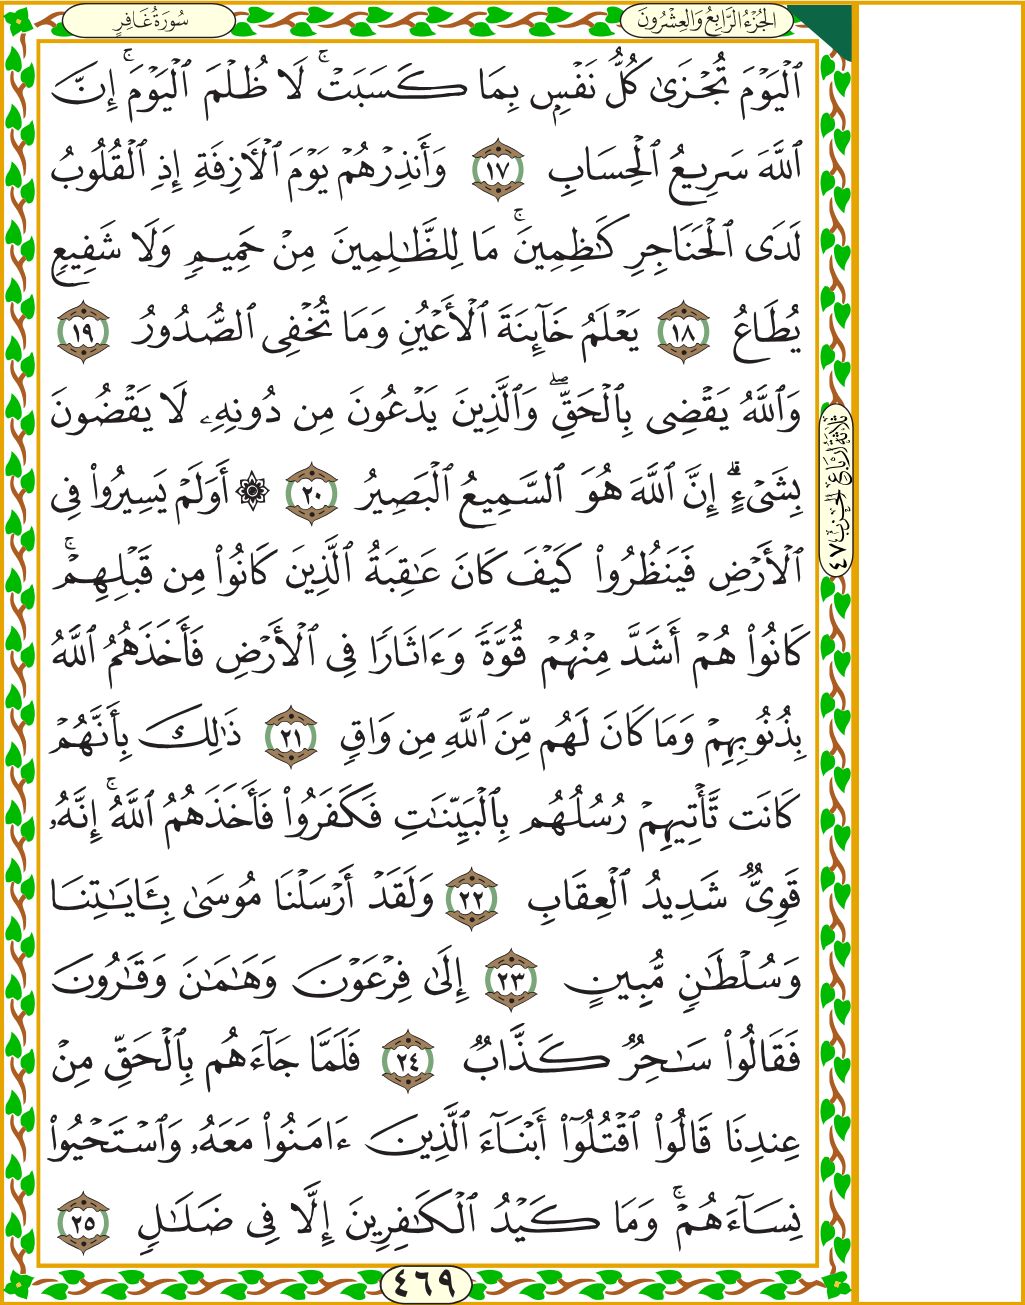 الجُزْءُ الرَّابِعُ وَالعِشْرُونَ
سُورَةُ غَافِرٍ
ٱلْيَوْمَ تُجْزَىٰ كُلُّ نَفْسٍۭ بِمَا كَسَبَتْ ۚ لَا ظُلْمَ ٱلْيَوْمَ ۚ إِنَّ
ٱللَّهَ سَرِيعُ ٱلْحِسَابِ ١٧ وَأَنذِرْهُمْ يَوْمَ ٱلْأَزِفَةِ إِذِ ٱلْقُلُوبُ
لَدَى ٱلْحَنَاجِرِ كَٰظِمِينَ ۚ مَا لِلظَّٰلِمِينَ مِنْ حَمِيمٍ وَلَا شَفِيعٍ
يُطَاعُ ١٨ يَعْلَمُ خَآئِنَةَ ٱلْأَعْيُنِ وَمَا تُخْفِى ٱلصُّدُورُ ١٩
وَٱللَّهُ يَقْضِى بِٱلْحَقِّ ۖ وَٱلَّذِينَ يَدْعُونَ مِن دُونِهِۦ لَا يَقْضُونَ
بِشَىْءٍ ۗ إِنَّ ٱللَّهَ هُوَ ٱلسَّمِيعُ ٱلْبَصِيرُ ٢٠ ۞ أَوَلَمْ يَسِيرُوا۟ فِى
ٱلْأَرْضِ فَيَنظُرُوا۟ كَيْفَ كَانَ عَٰقِبَةُ ٱلَّذِينَ كَانُوا۟ مِن قَبْلِهِمْ ۚ
كَانُوا۟ هُمْ أَشَدَّ مِنْهُمْ قُوَّةً وَءَاثَارًا فِى ٱلْأَرْضِ فَأَخَذَهُمُ ٱللَّهُ
بِذُنُوبِهِمْ وَمَا كَانَ لَهُم مِّنَ ٱللَّهِ مِن وَاقٍ ٢١ ذَٰلِكَ بِأَنَّهُمْ
كَانَت تَّأْتِيهِمْ رُسُلُهُم بِٱلْبَيِّنَٰتِ فَكَفَرُوا۟ فَأَخَذَهُمُ ٱللَّهُ ۚ إِنَّهُۥ
قَوِىٌّ شَدِيدُ ٱلْعِقَابِ ٢٢ وَلَقَدْ أَرْسَلْنَا مُوسَىٰ بِـَٔايَٰتِنَا
وَسُلْطَٰنٍ مُّبِينٍ ٢٣ إِلَىٰ فِرْعَوْنَ وَهَٰمَٰنَ وَقَٰرُونَ
فَقَالُوا۟ سَٰحِرٌ كَذَّابٌ ٢٤ فَلَمَّا جَآءَهُم بِٱلْحَقِّ مِنْ
عِندِنَا قَالُوا۟ ٱقْتُلُوٓا۟ أَبْنَآءَ ٱلَّذِينَ ءَامَنُوا۟ مَعَهُۥ وَٱسْتَحْيُوا۟
نِسَآءَهُمْ ۚ وَمَا كَيْدُ ٱلْكَٰفِرِينَ إِلَّا فِى ضَلَٰلٍ ٢٥
ثَلَاثَةُ أَرْبَاعِ الحِزْبِ ٤٧
٤٦٩